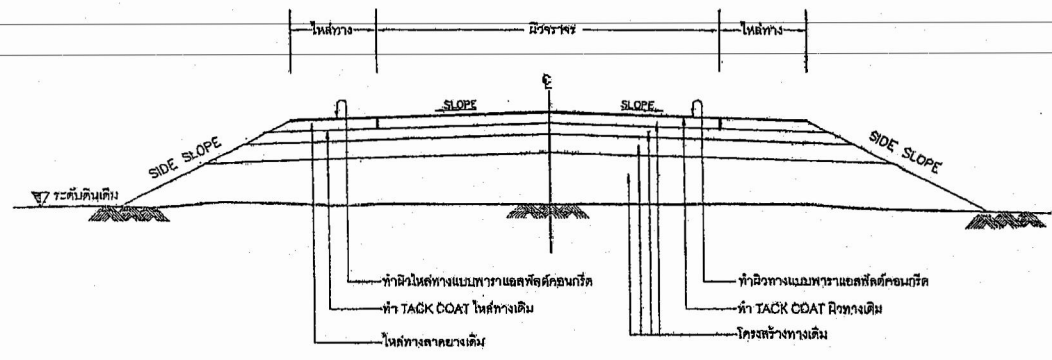 ไหล่ทาง ผิวจราจร ไหล่ทาง
℄
SLOPE SLOPE
SIDE SLOPE SIDE SLOPE
ระดับดินเดิม
ทำผิวไหล่ทางแบบพาราแอสฟัลต์คอนกรีต ทำผิวทางแบบพาราแอสฟัลต์คอนกรีต
ทำ TACK COAT ไหล่ทางเดิม ทำ TACK COAT ผิวทางเดิม
ไหล่ทางลาดยางเดิม โครงสร้างทางเดิม